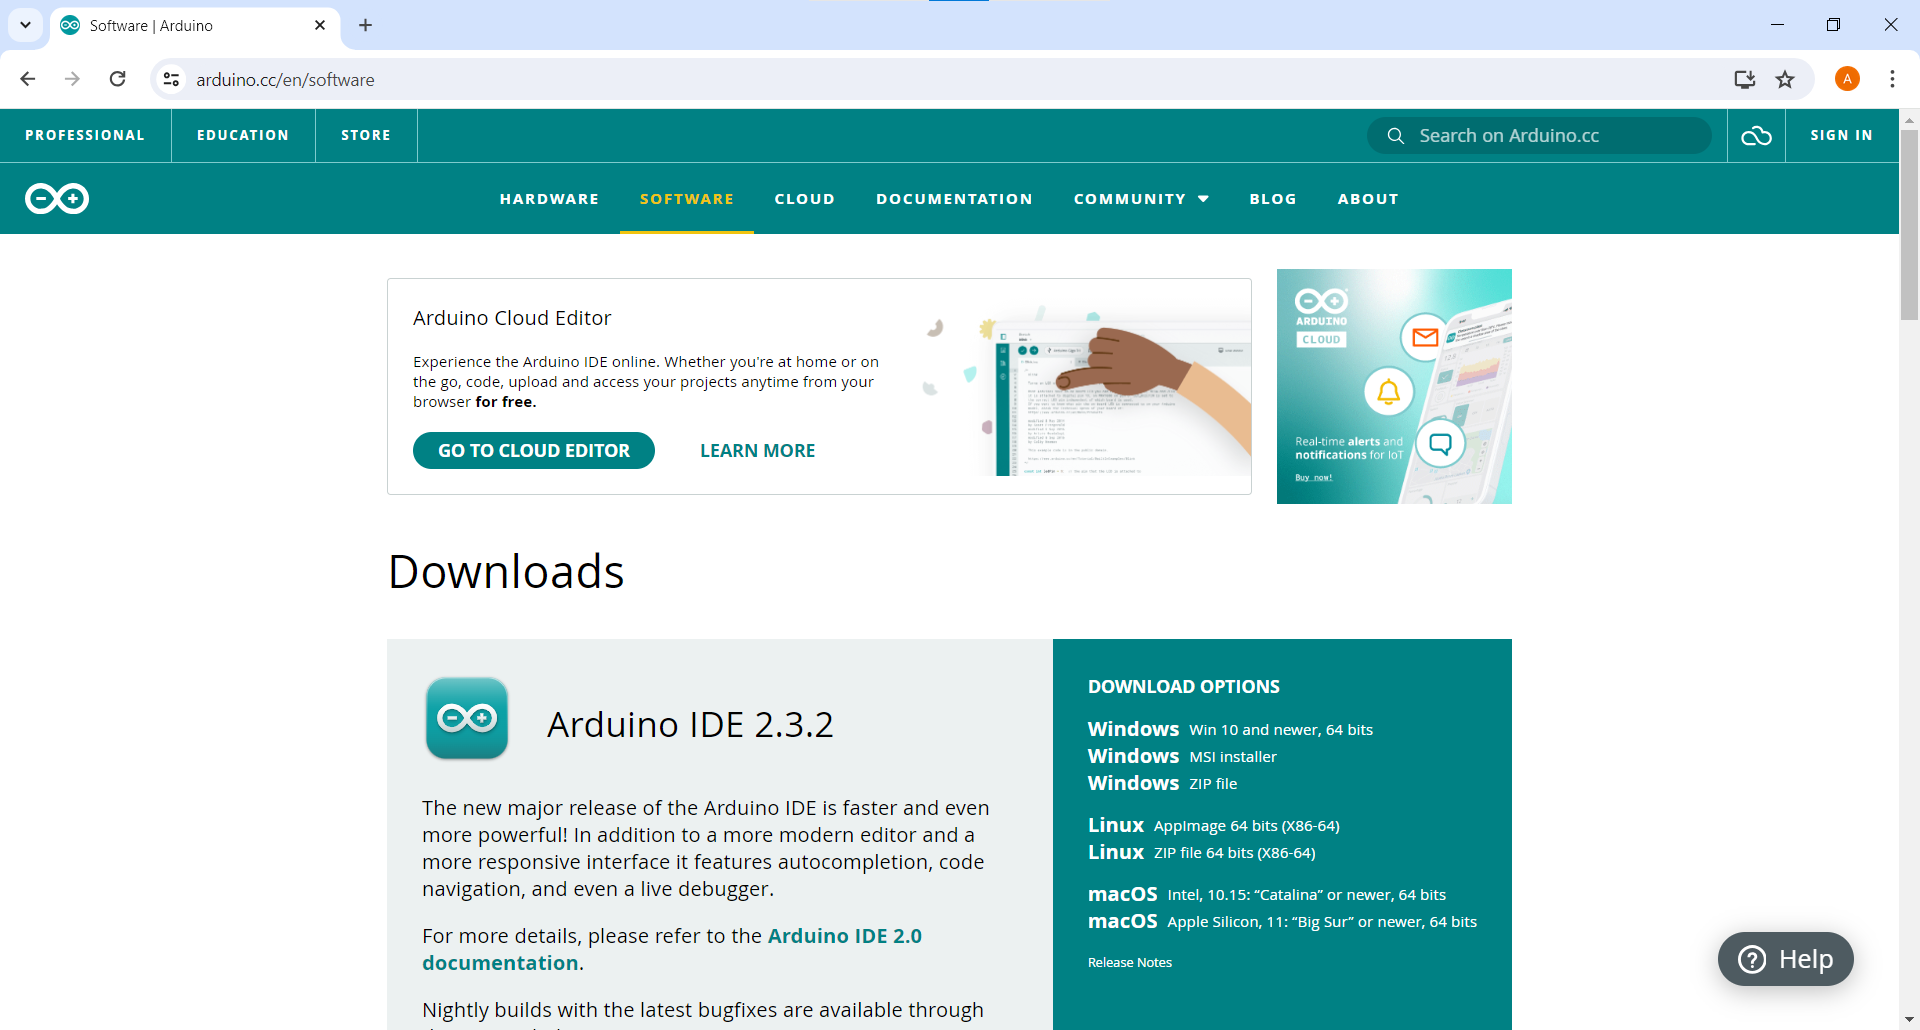 Software | Arduino
arduino.cc/en/software
A
PROFESSIONAL
EDUCATION
STORE
Search on Arduino.cc
SIGN IN
HARDWARE
SOFTWARE
CLOUD
DOCUMENTATION
COMMUNITY
BLOG
ABOUT
Arduino Cloud Editor
Experience the Arduino IDE online. Whether you're at home or on
the go, code, upload and access your projects anytime from your
browser for free.
GO TO CLOUD EDITOR
LEARN MORE
ARDUINO
CLOUD
Real-time alerts and
notifications for IoT
Buy now!
Downloads
Arduino IDE 2.3.2
The new major release of the Arduino IDE is faster and even
more powerful! In addition to a more modern editor and a
more responsive interface it features autocompletion, code
navigation, and even a live debugger.
For more details, please refer to the Arduino IDE 2.0
documentation.
Nightly builds with the latest bugfixes are available through
DOWNLOAD OPTIONS
Windows Win 10 and newer, 64 bits
Windows MSI installer
Windows ZIP file
Linux AppImage 64 bits (X86-64)
Linux ZIP file 64 bits (X86-64)
macOS Intel, 10.15: “Catalina” or newer, 64 bits
macOS Apple Silicon, 11: “Big Sur” or newer, 64 bits
Release Notes
Help